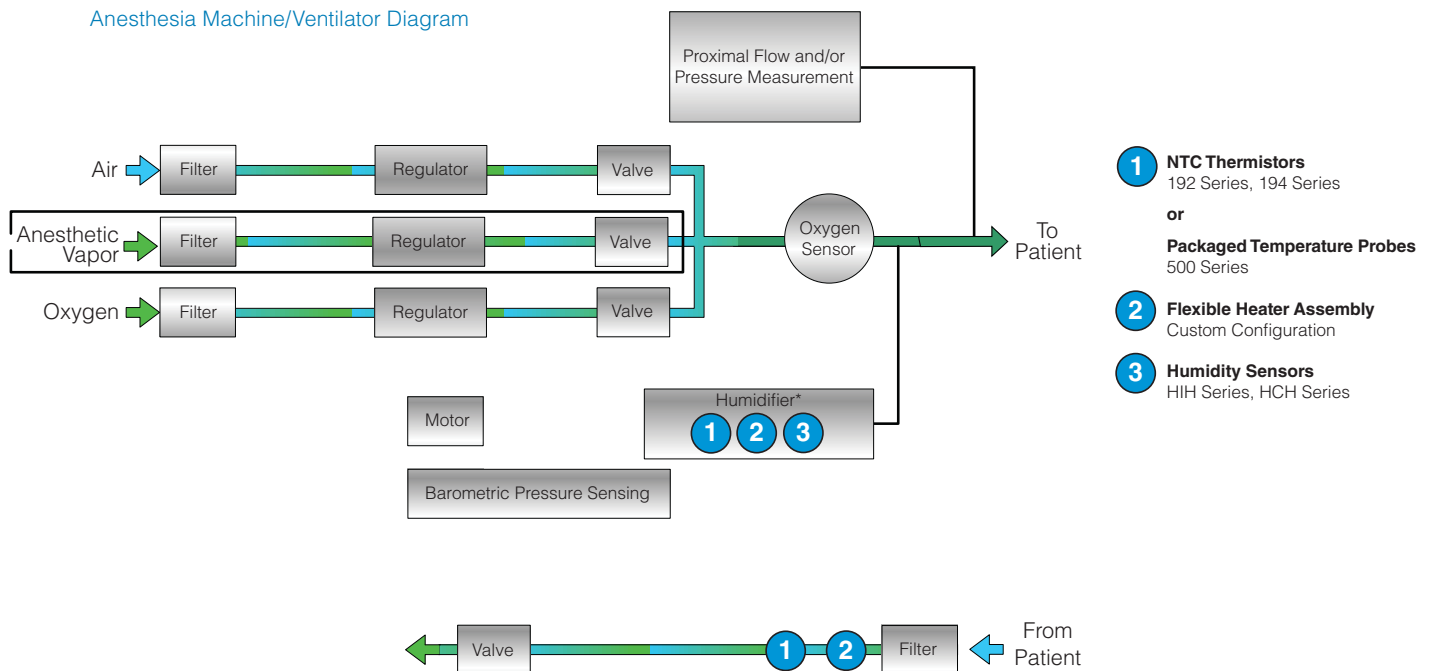 Anesthesia Machine/Ventilator Diagram
Proximal Flow and/or
Pressure Measurement
Air
Filter
Regulator
Valve
Anesthetic
Vapor
Filter
Regulator
Valve
Oxygen
Sensor
To
Patient
Oxygen
Filter
Regulator
Valve
1 NTC Thermistors
192 Series, 194 Series
or
Packaged Temperature Probes
500 Series
2 Flexible Heater Assembly
Custom Configuration
3 Humidity Sensors
HIH Series, HCH Series
Motor
Humidifier*
1 2 3
Barometric Pressure Sensing
Valve
1 2
Filter
From
Patient